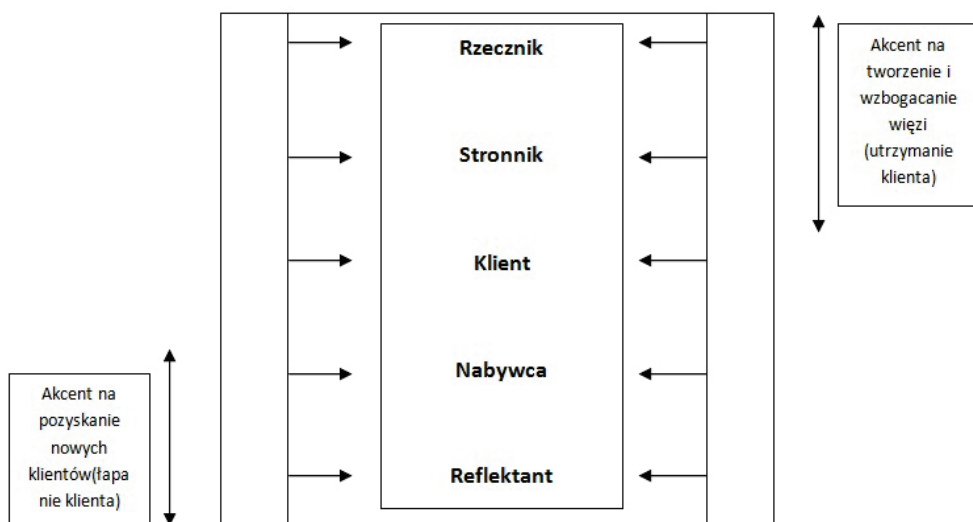 Rzecznik
Akcent na
tworzenie i
wzbogacanie
więzi
(utrzymanie
klienta)
Stronnik
Klient
Nabywca
Akcent na
pozyskanie
nowych
klientów(łapa
nie klienta)
Reflektant